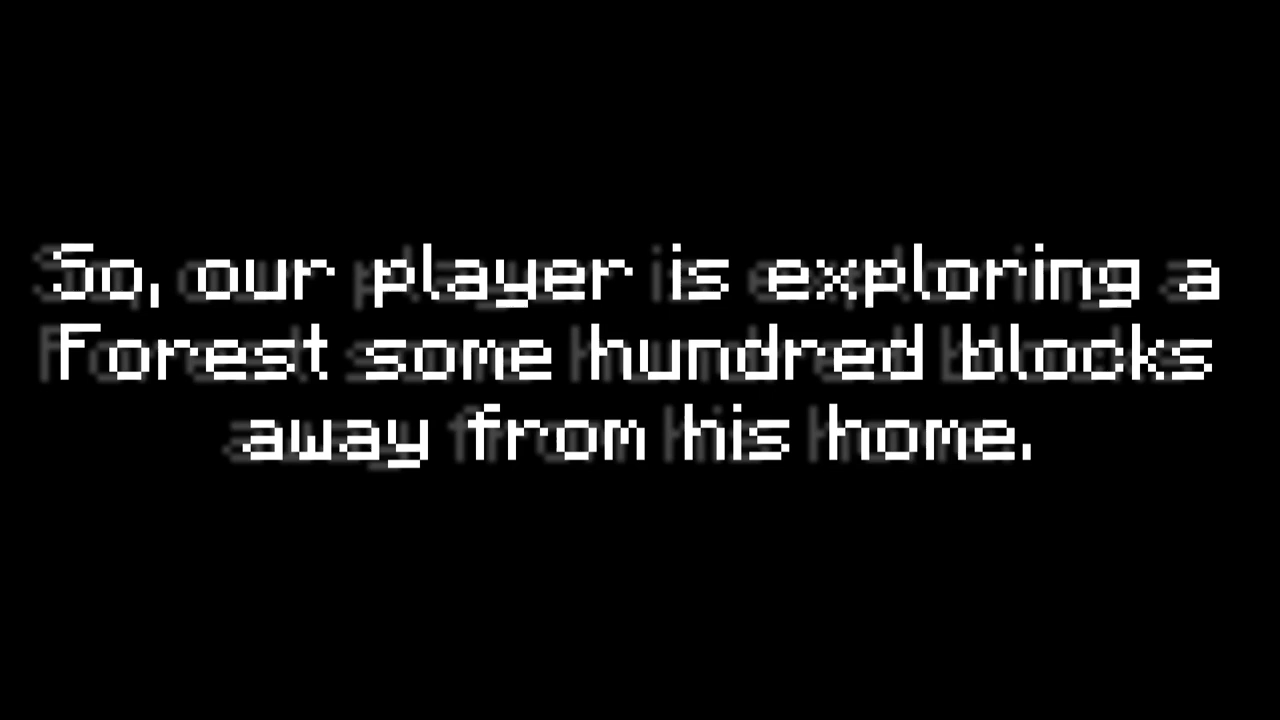 So, our player is exploring a
Forest some hundred blocks
away from his home.